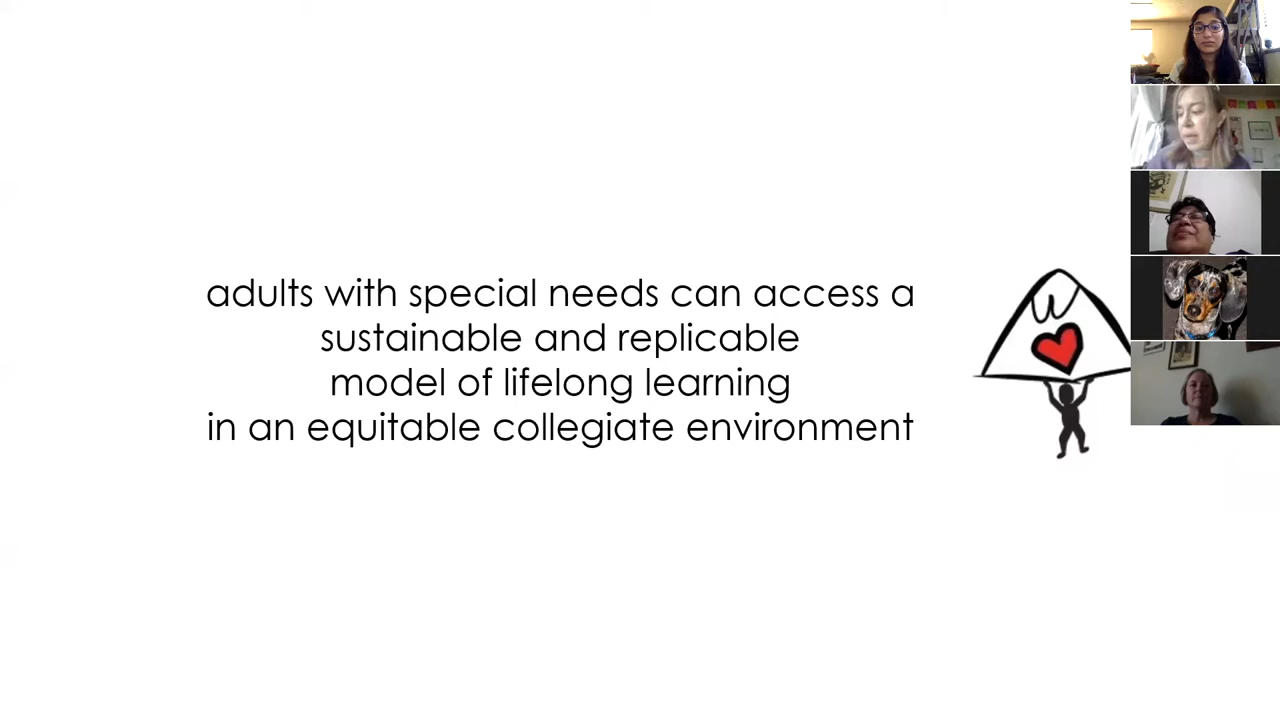 adults with special needs can access a
sustainable and replicable
model of lifelong learning
in an equitable collegiate environment